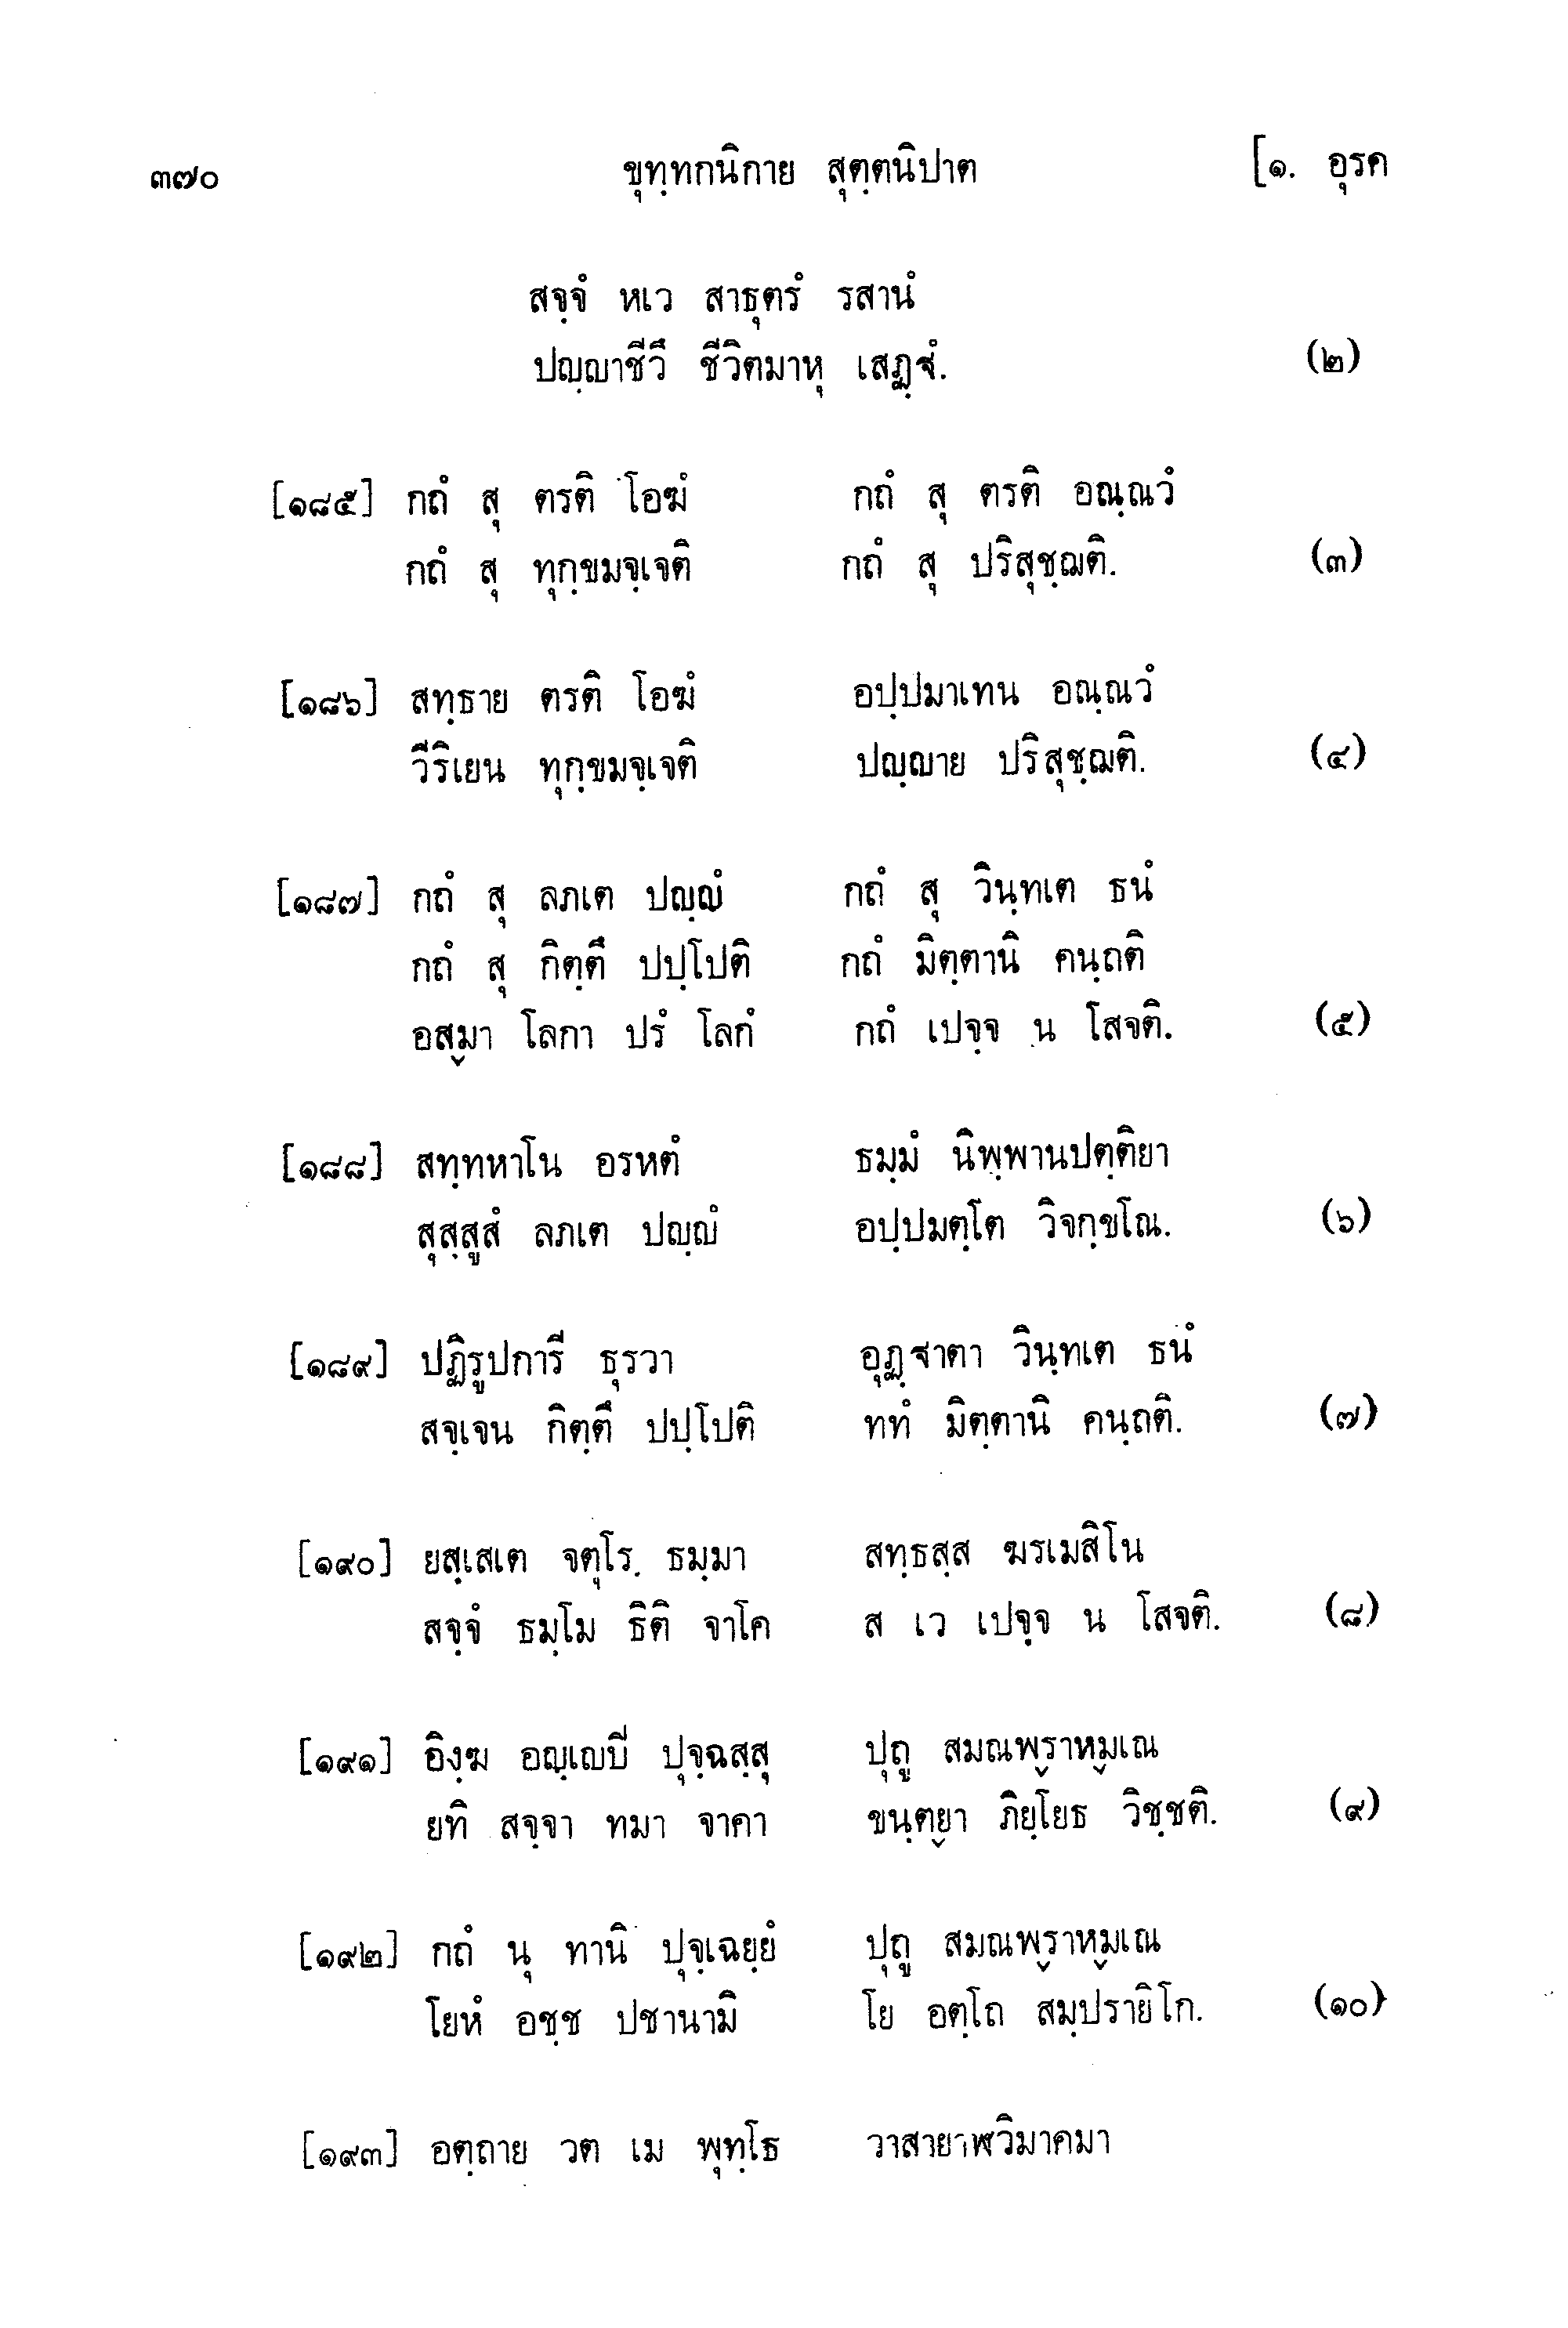 ๓๗๐ ขุทฺทกนิกาย สุตฺตนิปาต [๑. อุรค
สจฺจํ หเว สาธุตรํ รสานํ
ปญฺญาชีวึ ชีวิตมาหุ เสฏฺฐํ. (๒)
[๑๘๕] กถํ สุ ตรติ โอฆํ กถํ สุ ตรติ อณฺณวํ
กถํ สุ ทุกฺขมจฺเจติ กถํ สุ ปริสุชฺฌติ. (๓)
[๑๘๖] สทฺธาย ตรติ โอฆํ อปฺปมาเทน อณฺณวํ
วีริเยน ทุกฺขมจฺเจติ ปญฺญาย ปริสุชฺฌติ. (๔)
[๑๘๗] กถํ สุ ลภเต ปญฺญํ กถํ สุ วินฺทเต ธนํ
กถํ สุ กิตฺตึ ปปฺโปติ กถํ มิตฺตานิ คนฺถติ
อสฺมา โลกา ปรํ โลกํ กถํ เปจฺจ น โสจติ. (๕)
[๑๘๘] สทฺทหาโน อรหตํ ธมฺมํ นิพฺพานปตฺติยา
สุสฺสูสํ ลภเต ปญฺญํ อปฺปมตฺโต วิจกฺขโณ. (๖)
[๑๘๙] ปฏิรูปการี ธุรวา อุฏฺฐาตา วินฺทเต ธนํ
สจฺเจน กิตฺตึ ปปฺโปติ ททํ มิตฺตานิ คนฺถติ. (๗)
[๑๙๐] ยสฺเสเต จตุโร ธมฺมา สทฺธสฺส ฆรเมสิโน
สจฺจํ ธมฺโม ธิติ จาโค ส เว เปจฺจ น โสจติ. (๘)
[๑๙๑] อิงฺฆ อญฺเญปี ปุจฺฉสฺสุ ปุถู สมณพฺราหฺมเณ
ยทิ สจฺจา ทมา จาคา ขนฺตฺยา ภิยฺโยธ วิชฺชติ. (๙)
[๑๙๒] กถํ นุ ทานิ ปุจฺเฉยฺยํ ปุถู สมณพฺราหฺมเณ
โยหํ อชฺช ปชานามิ โย อตฺโถ สมฺปรายิโก. (๑๐)
[๑๙๓] อตฺถาย วต เม พุทฺโธ วาสายาฬวิมาคมา